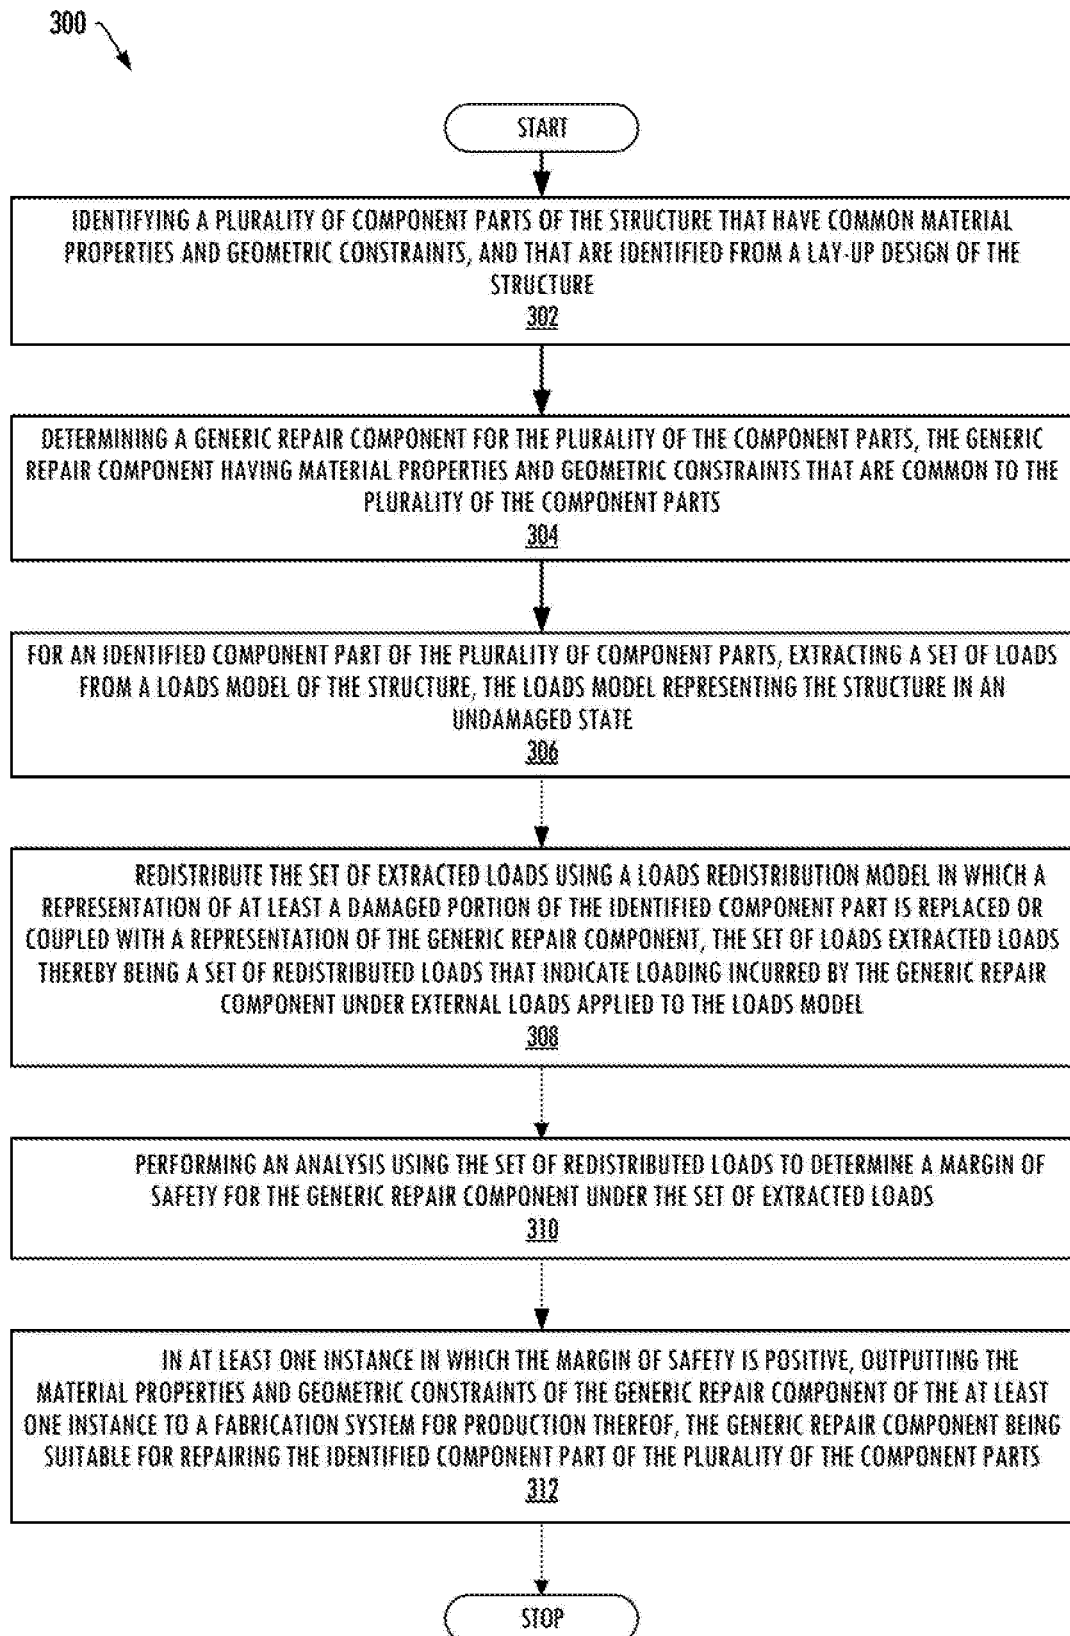 300
START
IDENTIFYING A PLURALITY OF COMPONENT PARTS OF THE STRUCTURE THAT HAVE COMMON MATERIAL
PROPERTIES AND GEOMETRIC CONSTRAINTS, AND THAT ARE IDENTIFIED FROM A LAY-UP DESIGN OF THE
STRUCTURE
302
DETERMINING A GENERIC REPAIR COMPONENT FOR THE PLURALITY OF THE COMPONENT PARTS, THE GENERIC
REPAIR COMPONENT HAVING MATERIAL PROPERTIES AND GEOMETRIC CONSTRAINTS THAT ARE COMMON TO THE
PLURALITY OF THE COMPONENT PARTS
304
FOR AN IDENTIFIED COMPONENT PART OF THE PLURALITY OF COMPONENT PARTS, EXTRACTING A SET OF LOADS
FROM A LOADS MODEL OF THE STRUCTURE, THE LOADS MODEL REPRESENTING THE STRUCTURE IN AN
UNDAMAGED STATE
306
REDISTRIBUTE THE SET OF EXTRACTED LOADS USING A LOADS REDISTRIBUTION MODEL IN WHICH A
REPRESENTATION OF AT LEAST A DAMAGED PORTION OF THE IDENTIFIED COMPONENT PART IS REPLACED OR
COUPLED WITH A REPRESENTATION OF THE GENERIC REPAIR COMPONENT, THE SET OF LOADS EXTRACTED LOADS
THEREBY BEING A SET OF REDISTRIBUTED LOADS THAT INDICATE LOADING INCURRED BY THE GENERIC REPAIR
COMPONENT UNDER EXTERNAL LOADS APPLIED TO THE LOADS MODEL
308
PERFORMING AN ANALYSIS USING THE SET OF REDISTRIBUTED LOADS TO DETERMINE A MARGIN OF
SAFETY FOR THE GENERIC REPAIR COMPONENT UNDER THE SET OF EXTRACTED LOADS
310
IN AT LEAST ONE INSTANCE IN WHICH THE MARGIN OF SAFETY IS POSITIVE, OUTPUTTING THE
MATERIAL PROPERTIES AND GEOMETRIC CONSTRAINTS OF THE GENERIC REPAIR COMPONENT OF THE AT LEAST
ONE INSTANCE TO A FABRICATION SYSTEM FOR PRODUCTION THEREOF, THE GENERIC REPAIR COMPONENT BEING
SUITABLE FOR REPAIRING THE IDENTIFIED COMPONENT PART OF THE PLURALITY OF THE COMPONENT PARTS
312
STOP